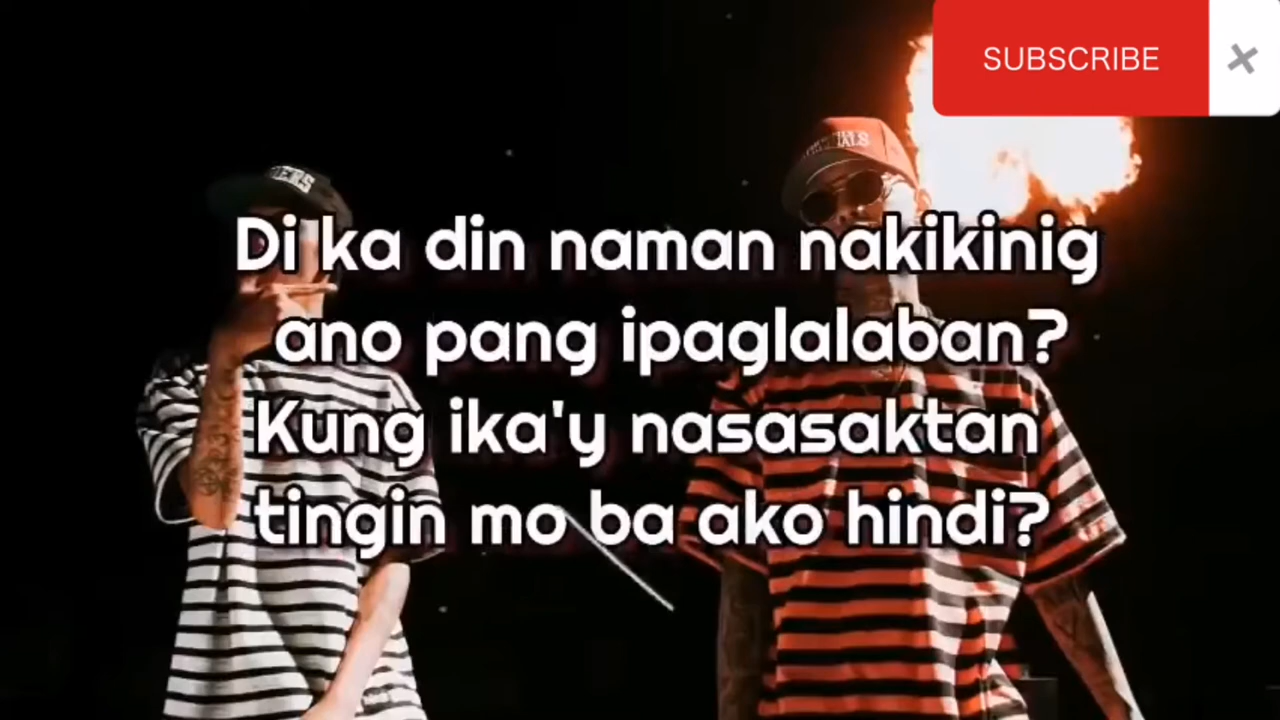 SUBSCRIBE
Di ka din naman nakikinig
ano pang ipaglalaban?
Kung ika'y nasasaktan
tingin mo ba ako hindi?